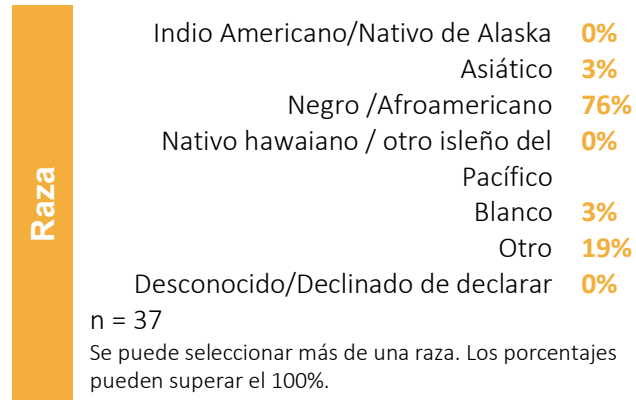 Raza
Indio Americano/Nativo de Alaska 0%
Asiático 3%
Negro /Afroamericano 76%
Nativo hawaiano / otro isleño del 0%
Pacífico
Blanco 3%
Otro 19%
Desconocido/Declinado de declarar 0%
n = 37
Se puede seleccionar más de una raza. Los porcentajes
pueden superar el 100%.